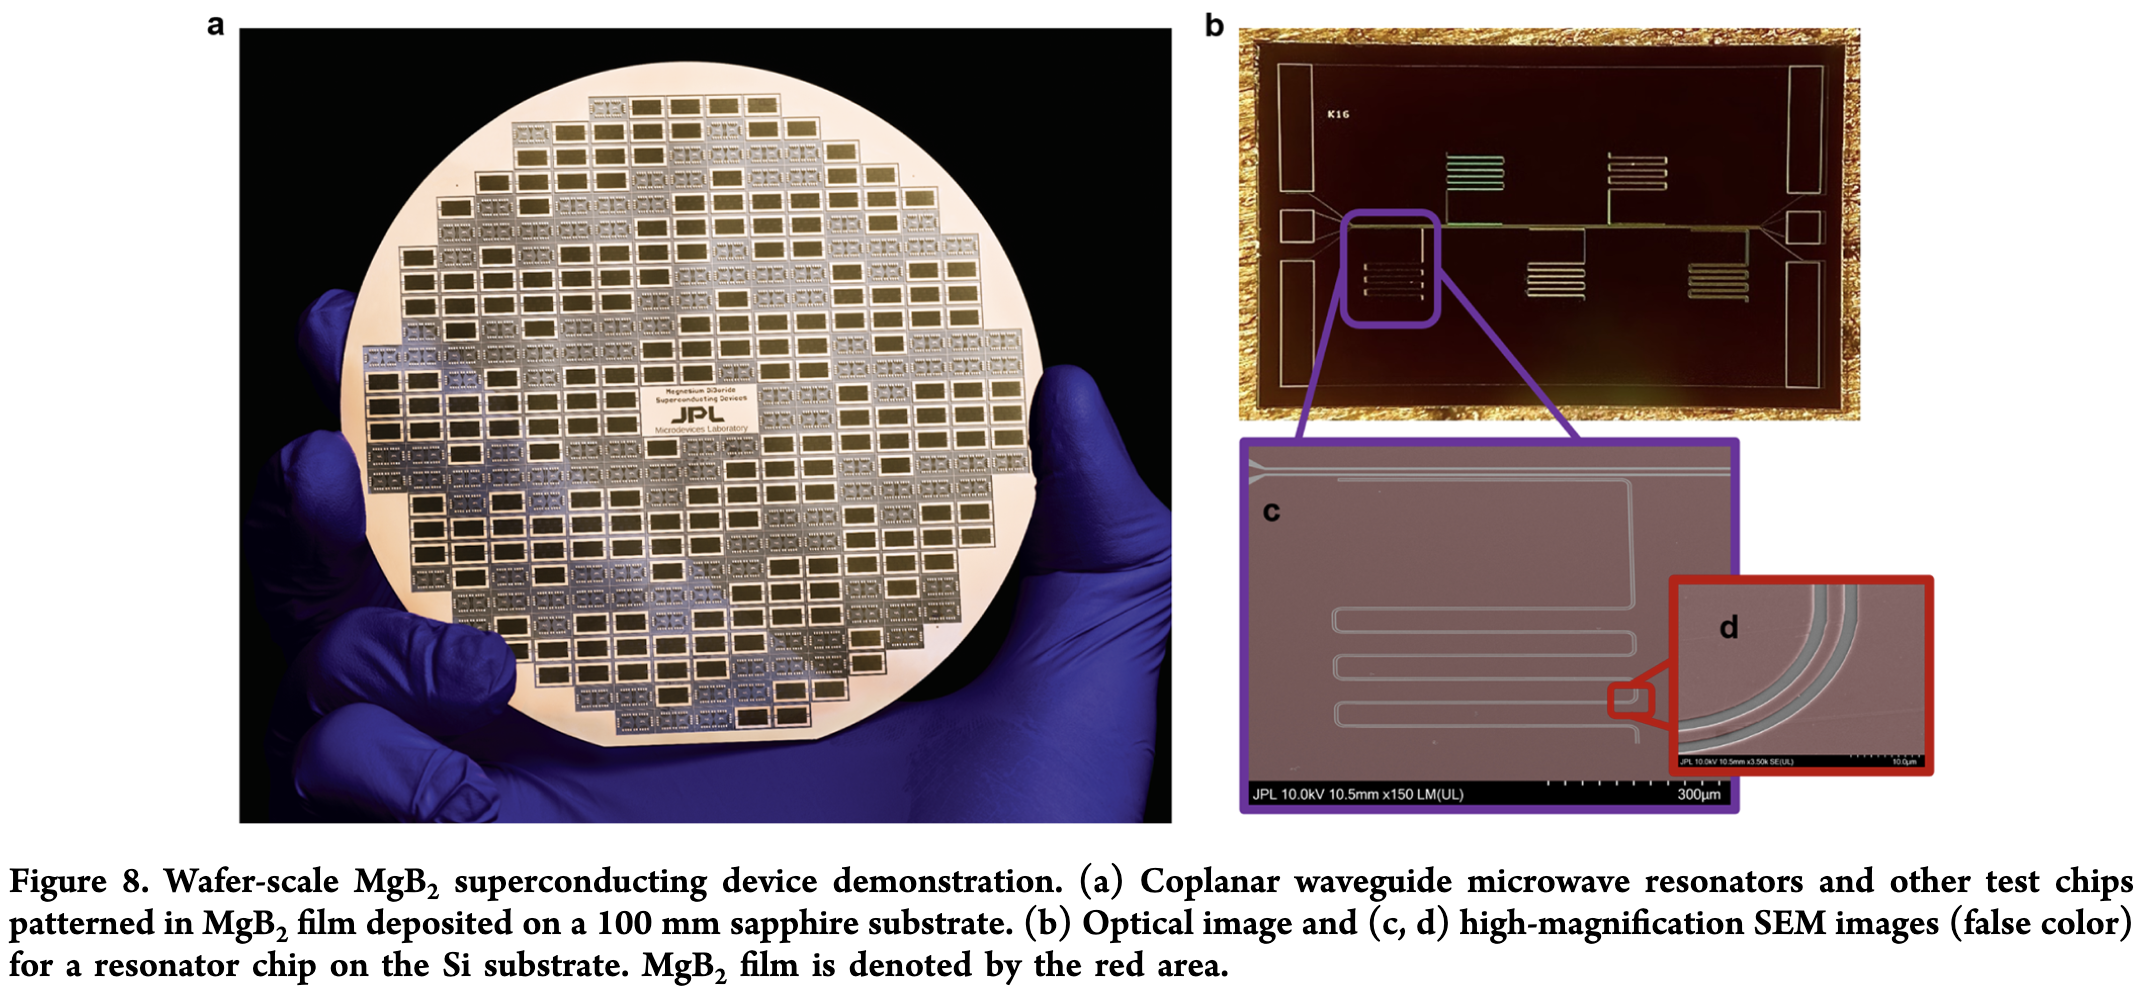 a
b
K16
Magnesium DiBoride
Superconducting Devices
JPL
Microdevices Laboratory
c
d
JPL 10.0kV 10.5mm x3.50k SE(UL)
10.0µm
JPL 10.0kV 10.5mm x150 LM(UL)
300µm
Figure 8. Wafer-scale MgB₂ superconducting device demonstration. (a) Coplanar waveguide microwave resonators and other test chips
patterned in MgB₂ film deposited on a 100 mm sapphire substrate. (b) Optical image and (c, d) high-magnification SEM images (false color)
for a resonator chip on the Si substrate. MgB₂ film is denoted by the red area.